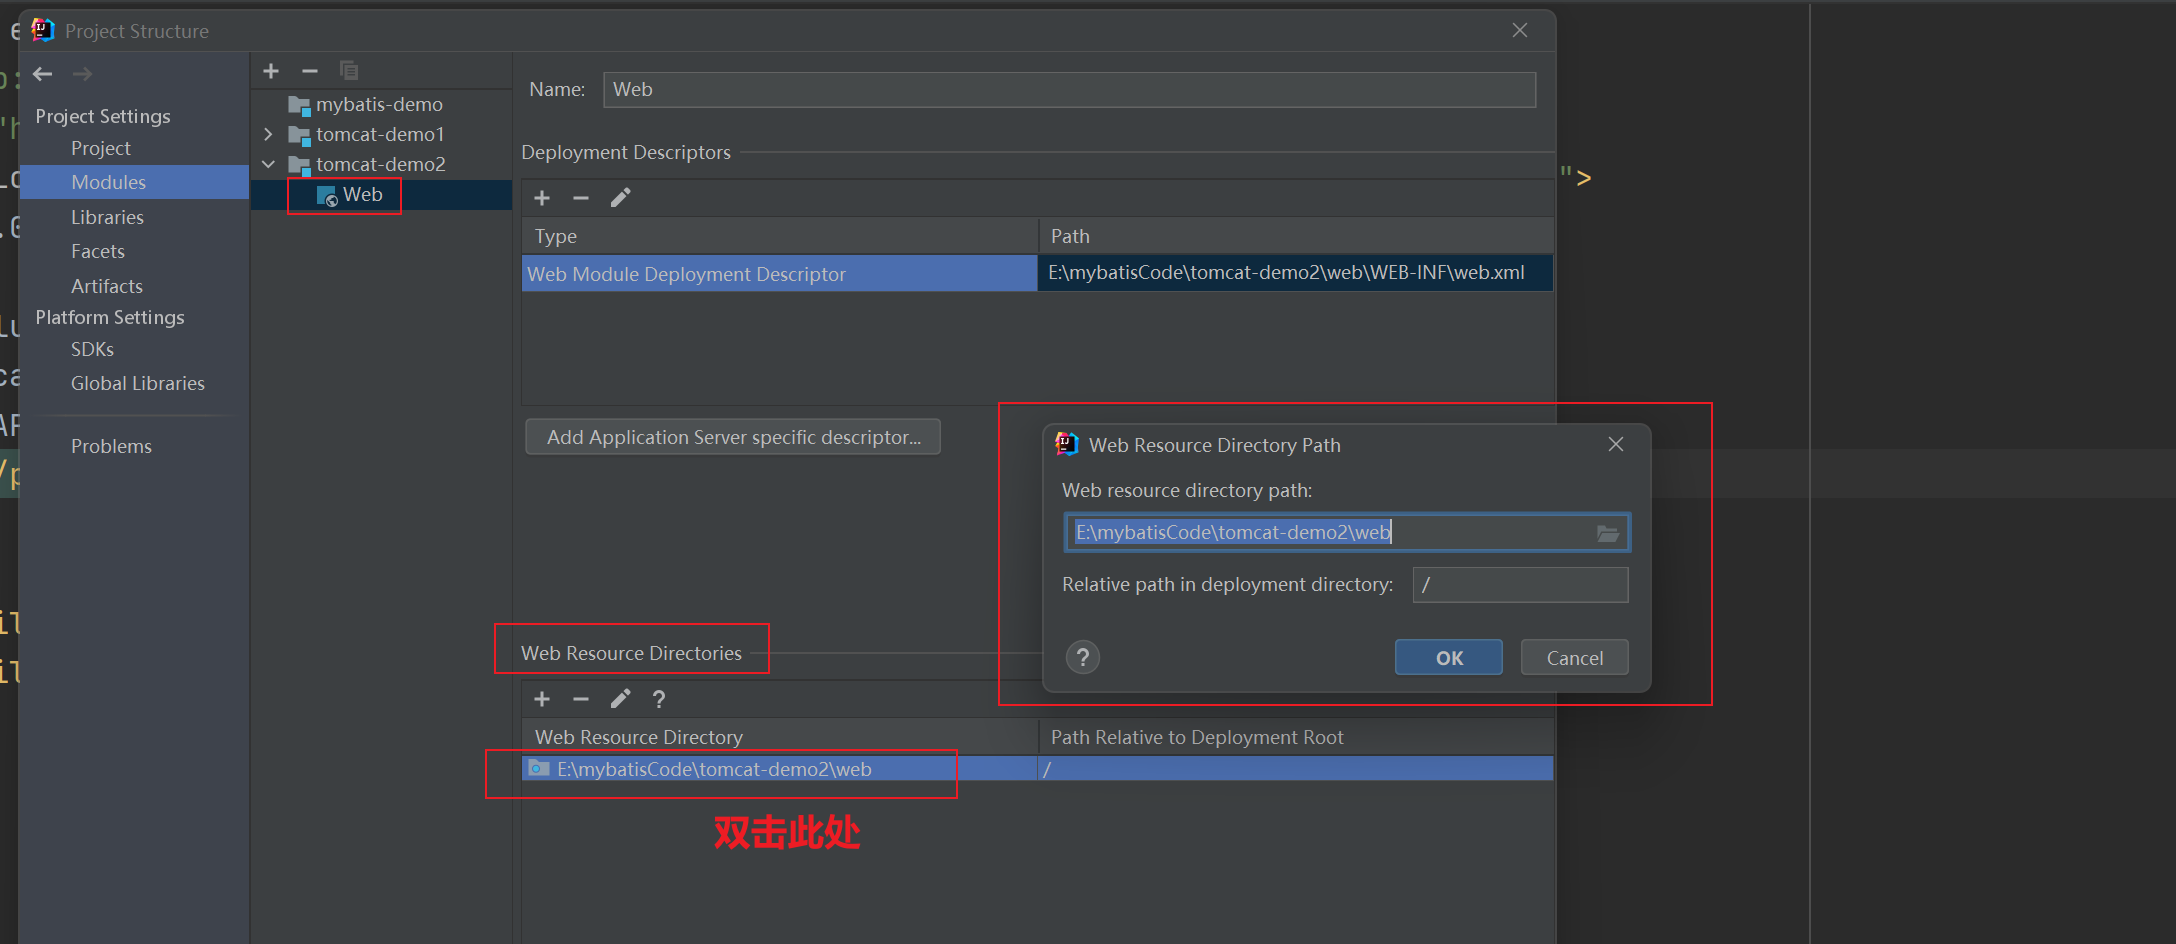 Project Structure
Project Settings
Project
Modules
Libraries
Facets
Artifacts
Platform Settings
SDKs
Global Libraries
Problems
mybatis-demo
tomcat-demo1
tomcat-demo2
Web
Name: Web
Deployment Descriptors
Type Path
Web Module Deployment Descriptor E:\mybatisCode\tomcat-demo2\web\WEB-INF\web.xml
Add Application Server specific descriptor...
Web Resource Directories
?
Web Resource Directory Path Relative to Deployment Root
E:\mybatisCode\tomcat-demo2\web /
双击此处
Web Resource Directory Path
Web resource directory path:
E:\mybatisCode\tomcat-demo2\web
Relative path in deployment directory: /
? OK Cancel
">